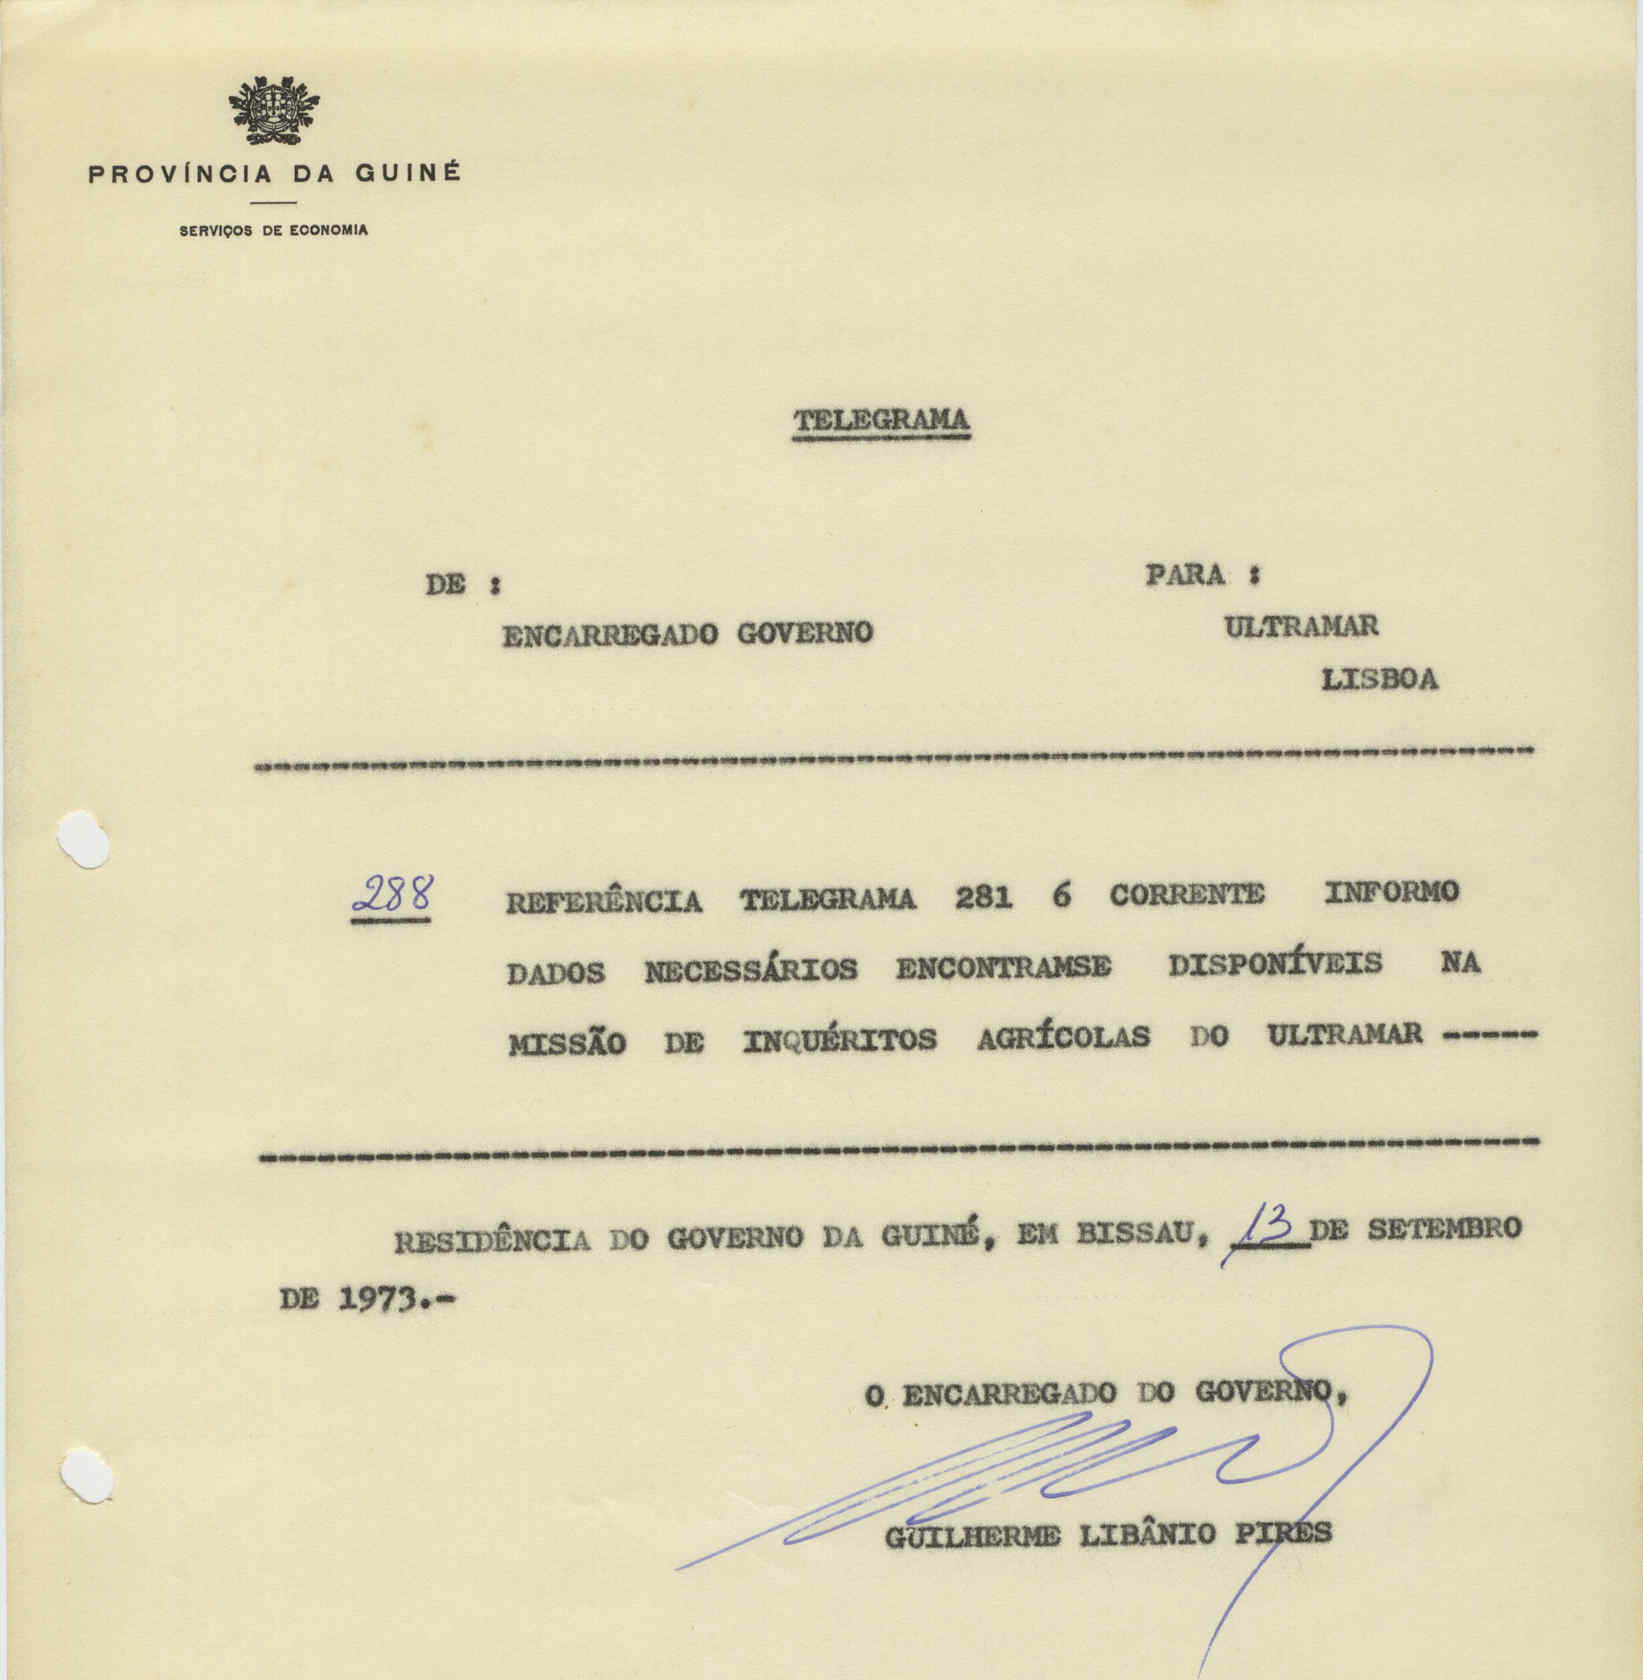 PROVÍNCIA DA GUINÉ
SERVIÇOS DE ECONOMIA
TELEGRAMA
DE :
ENCARREGADO GOVERNO
PARA :
ULTRAMAR
LISBOA
288 REFERÊNCIA TELEGRAMA 281 6 CORRENTE INFORMO
DADOS NECESSÁRIOS ENCONTRAMSE DISPONÍVEIS NA
MISSÃO DE INQUÉRITOS AGRÍCOLAS DO ULTRAMAR -----
RESIDÊNCIA DO GOVERNO DA GUINÉ, EM BISSAU, 13 DE SETEMBRO
DE 1973.-
O ENCARREGADO DO GOVERNO,
GUILHERME LIBÂNIO PIRES